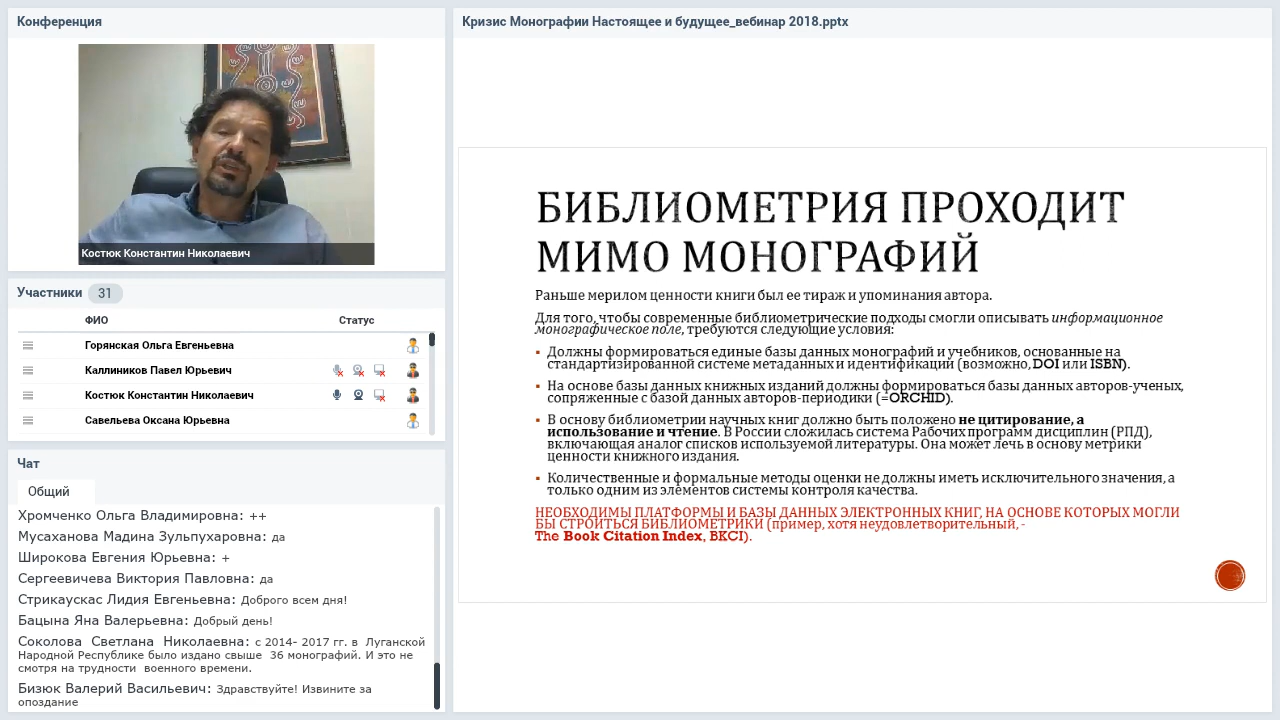 Конференция
Костюк Константин Николаевич
Участники 31
ФИО Статус
Горянская Ольга Евгеньевна
Каллиников Павел Юрьевич
Костюк Константин Николаевич
Савельева Оксана Юрьевна
Чат
Общий
Хромченко Ольга Владимировна: ++
Мусаханова Мадина Зульпухаровна: да
Широкова Евгения Юрьевна: +
Сергеевичева Виктория Павловна: да
Стрикаускас Лидия Евгеньевна: Доброго всем дня!
Бацына Яна Валерьевна: Добрый день!
Соколова Светлана Николаевна: с 2014- 2017 гг. в Луганской
Народной Республике было издано свыше 36 монографий. И это не
смотря на трудности военного времени.
Бизюк Валерий Васильевич: Здравствуйте! Извините за
опоздание
Кризис Монографии Настоящее и будущее_вебинар 2018.pptx
БИБЛИОМЕТРИЯ ПРОХОДИТ
МИМО МОНОГРАФИЙ
Раньше мерилом ценности книги был ее тираж и упоминания автора.
Для того, чтобы современные библиометрические подходы смогли описывать информационное
монографическое поле, требуются следующие условия:
▪ Должны формироваться единые базы данных монографий и учебников, основанные на
стандартизированной системе метаданных и идентификаций (возможно, DOI или ISBN).
▪ На основе базы данных книжных изданий должны формироваться базы данных авторов-ученых,
сопряженные с базой данных авторов-периодики (=ORCHID).
▪ В основу библиометрии научных книг должно быть положено не цитирование, а
использование и чтение. В России сложилась система Рабочих программ дисциплин (РПД),
включающая аналог списков используемой литературы. Она может лечь в основу метрики
ценности книжного издания.
▪ Количественные и формальные методы оценки не должны иметь исключительного значения, а
только одним из элементов системы контроля качества.
НЕОБХОДИМЫ ПЛАТФОРМЫ И БАЗЫ ДАННЫХ ЭЛЕКТРОННЫХ КНИГ, НА ОСНОВЕ КОТОРЫХ МОГЛИ
БЫ СТРОИТЬСЯ БИБЛИОМЕТРИКИ (пример, хотя неудовлетворительный, -
The Book Citation Index, BKCI).